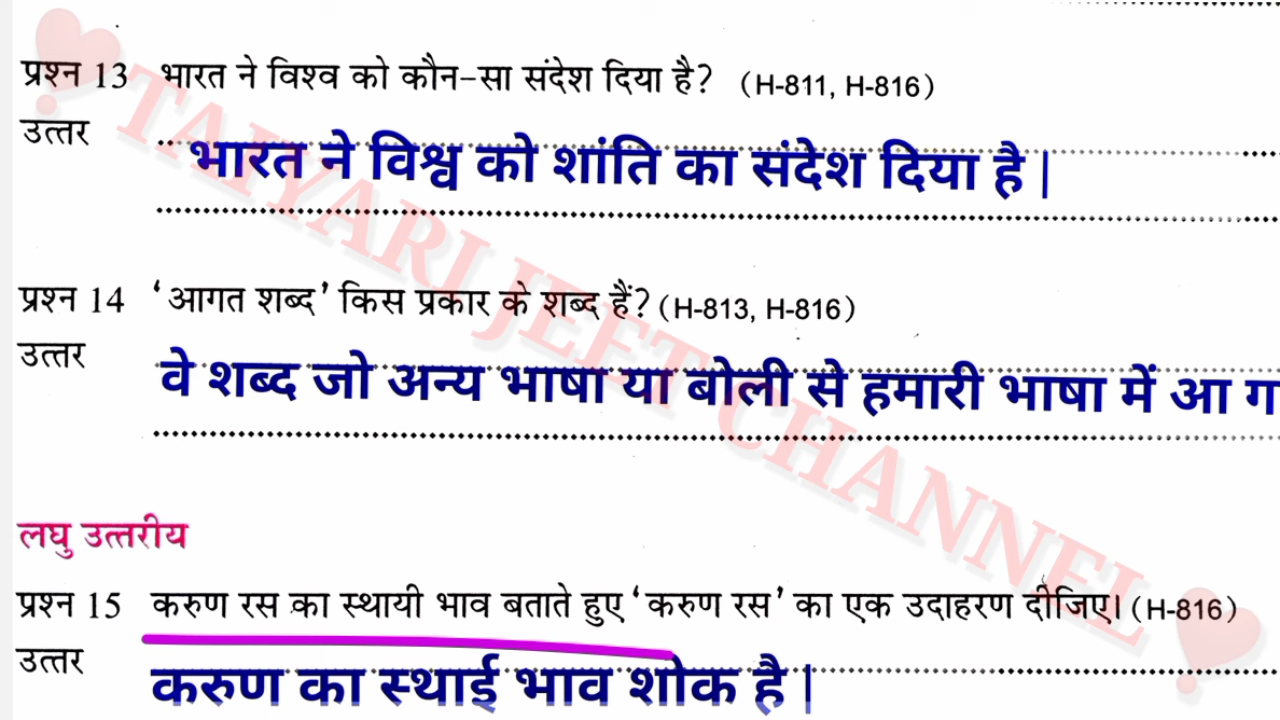 प्रश्न 13 भारत ने विश्व को कौन-सा संदेश दिया है? (H-811, H-816)
उत्तर
भारत ने विश्व को शांति का संदेश दिया है |
प्रश्न 14 'आगत शब्द' किस प्रकार के शब्द हैं? (H-813, H-816)
उत्तर
वे शब्द जो अन्य भाषा या बोली से हमारी भाषा में आ ग
लघु उत्तरीय
प्रश्न 15 करुण रस का स्थायी भाव बताते हुए 'करुण रस' का एक उदाहरण दीजिए। (H-816)
उत्तर
करुण का स्थाई भाव शोक है |
TAIYARI JEET CHANNEL